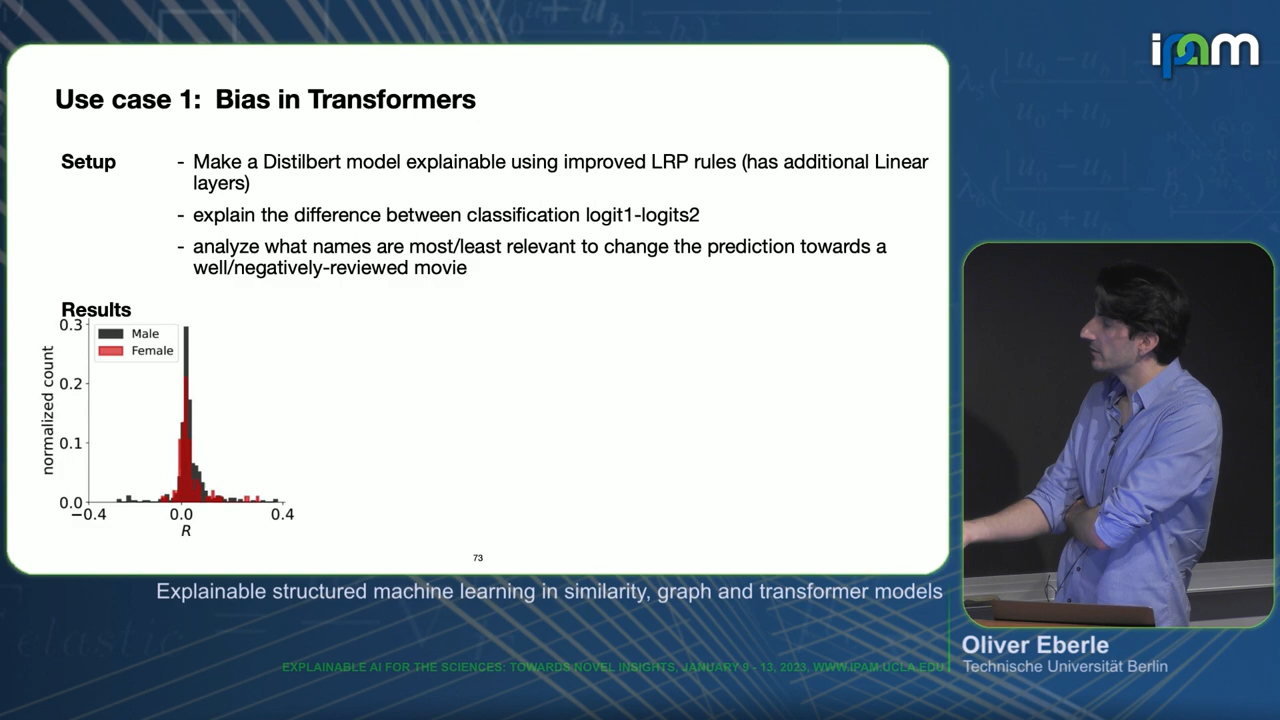 ipam
Use case 1: Bias in Transformers
Setup
- Make a Distilbert model explainable using improved LRP rules (has additional Linear
layers)
- explain the difference between classification logit1-logits2
- analyze what names are most/least relevant to change the prediction towards a
well/negatively-reviewed movie
Results
Male
Female
normalized count
0.3
0.2
0.1
0.0
−0.4
0.0
0.4
R
73
Explainable structured machine learning in similarity, graph and transformer models
Oliver Eberle
Technische Universität Berlin
EXPLAINABLE AI FOR THE SCIENCES: TOWARDS NOVEL INSIGHTS, JANUARY 9 - 13, 2023, WWW.IPAM.UCLA.EDU
elastic